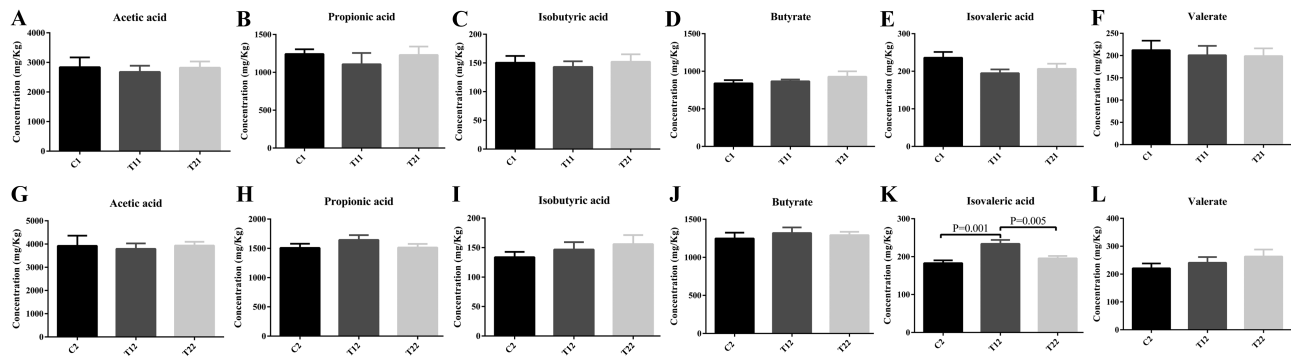 A
Acetic acid
Concentration (mg/Kg)
4000
3000
2000
1000
0
C1
T11
T21
B
Propionic acid
Concentration (mg/Kg)
1500
1000
500
0
C1
T11
T21
C
Isobutyric acid
Concentration (mg/Kg)
200
150
100
50
0
C1
T11
T21
D
Butyrate
Concentration (mg/Kg)
1500
1000
500
0
C1
T11
T21
E
Isovaleric acid
Concentration (mg/Kg)
300
200
100
0
C1
T11
T21
F
Valerate
Concentration (mg/Kg)
250
200
150
100
50
0
C1
T11
T21
G
Acetic acid
Concentration (mg/Kg)
5000
4000
3000
2000
1000
0
C2
T12
T22
H
Propionic acid
Concentration (mg/Kg)
2000
1500
1000
500
0
C2
T12
T22
I
Isobutyric acid
Concentration (mg/Kg)
200
150
100
50
0
C2
T12
T22
J
Butyrate
Concentration (mg/Kg)
1500
1000
500
0
C2
T12
T22
K
Isovaleric acid
Concentration (mg/Kg)
300
200
100
0
P=0.001
P=0.005
C2
T12
T22
L
Valerate
Concentration (mg/Kg)
400
300
200
100
0
C2
T12
T22